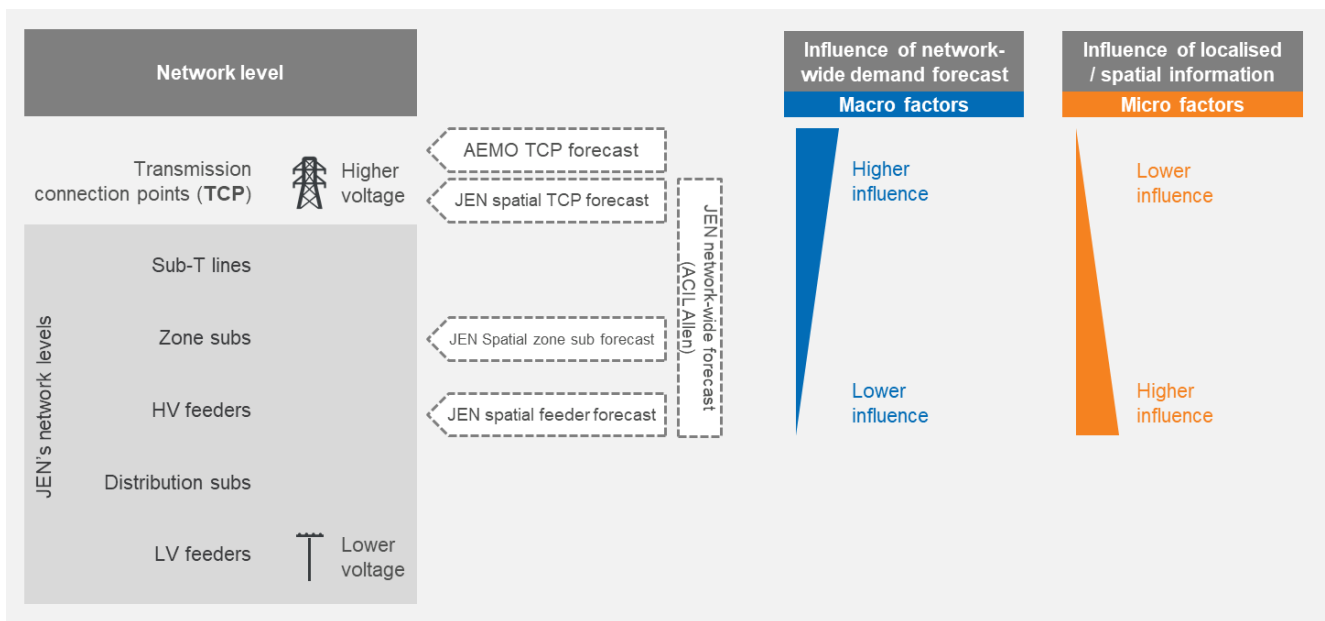 Network level
Influence of network-
wide demand forecast
Macro factors
Influence of localised
/ spatial information
Micro factors
Transmission
connection points (TCP)
Higher
voltage
AEMO TCP forecast
JEN spatial TCP forecast
JEN network-wide forecast
(ACIL Allen)
Higher
influence
Lower
influence
JEN's network levels
Sub-T lines
Zone subs
JEN Spatial zone sub forecast
HV feeders
JEN spatial feeder forecast
Lower
influence
Higher
influence
Distribution subs
LV feeders
Lower
voltage